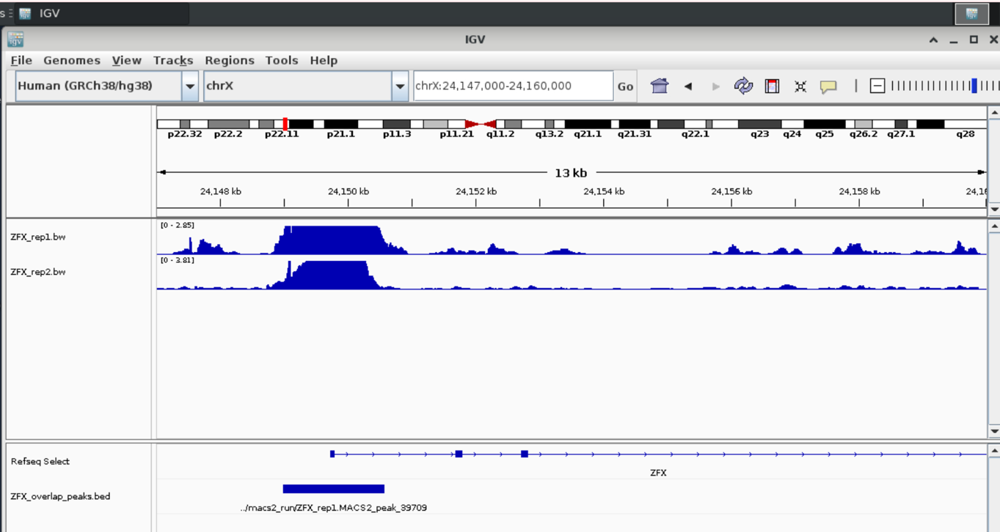 s
IGV
IGV
File Genomes View Tracks Regions Tools Help
Human (GRCh38/hg38) chrX chrX:24,147,000-24,160,000 Go
p22.32 p22.2 p22.11 p21.1 p11.3 p11.21 q11.2 q13.2 q21.1 q21.31 q22.1 q23 q24 q25 q26.2 q27.1 q28
13 kb
24,148 kb 24,150 kb 24,152 kb 24,154 kb 24,156 kb 24,158 kb 24,16
[0 - 2.85]
ZFX_rep1.bw
[0 - 3.81]
ZFX_rep2.bw
Refseq Select
ZFX
ZFX_overlap_peaks.bed
../macs2_run/ZFX_rep1.MACS2_peak_39709